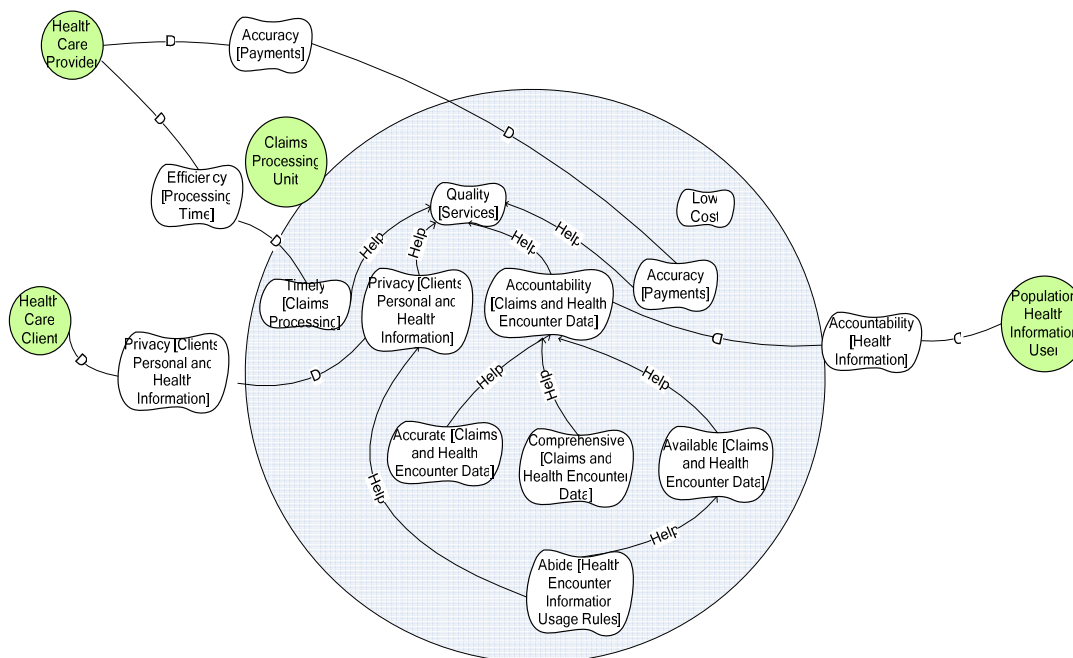 Health
Care
Provider
D
Accuracy
[Payments]
D
D
Claims
Processing
Unit
Efficiency
[Processing
Time]
D
Quality
[Services]
Low
Cost
Help
Help
Help
Help
Timely
[Claims
Processing]
Privacy [Clients
Personal and
Health
Information]
Accountability
[Claims and Health
Encounter Data]
Accuracy
[Payments]
Health
Care
Client
D
Privacy [Clients
Personal and
Health
Information]
D
D
Accountability
[Health
Information]
D
Population
Health
Information
User
Help
Help
Help
Accurate [Claims
and Health
Encounter Data]
Comprehensive
[Claims and
Health Encounter
Data]
Available [Claims
and Health
Encounter Data]
Help
Help
Abide [Health
Encounter
Information
Usage Rules]